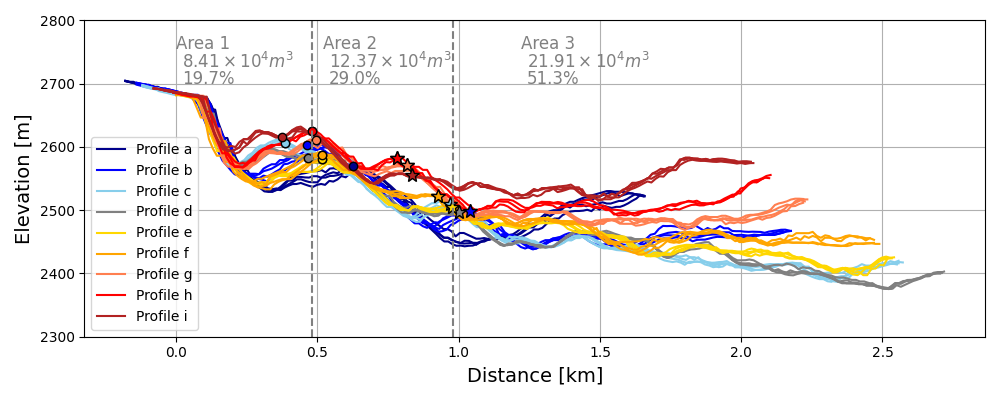 2800
2700
2600
2500
2400
2300
Elevation [m]
Area 1
8.41 × 10⁴m³
19.7%
Area 2
12.37 × 10⁴m³
29.0%
Area 3
21.91 × 10⁴m³
51.3%
Profile a
Profile b
Profile c
Profile d
Profile e
Profile f
Profile g
Profile h
Profile i
0.0
0.5
1.0
1.5
2.0
2.5
Distance [km]